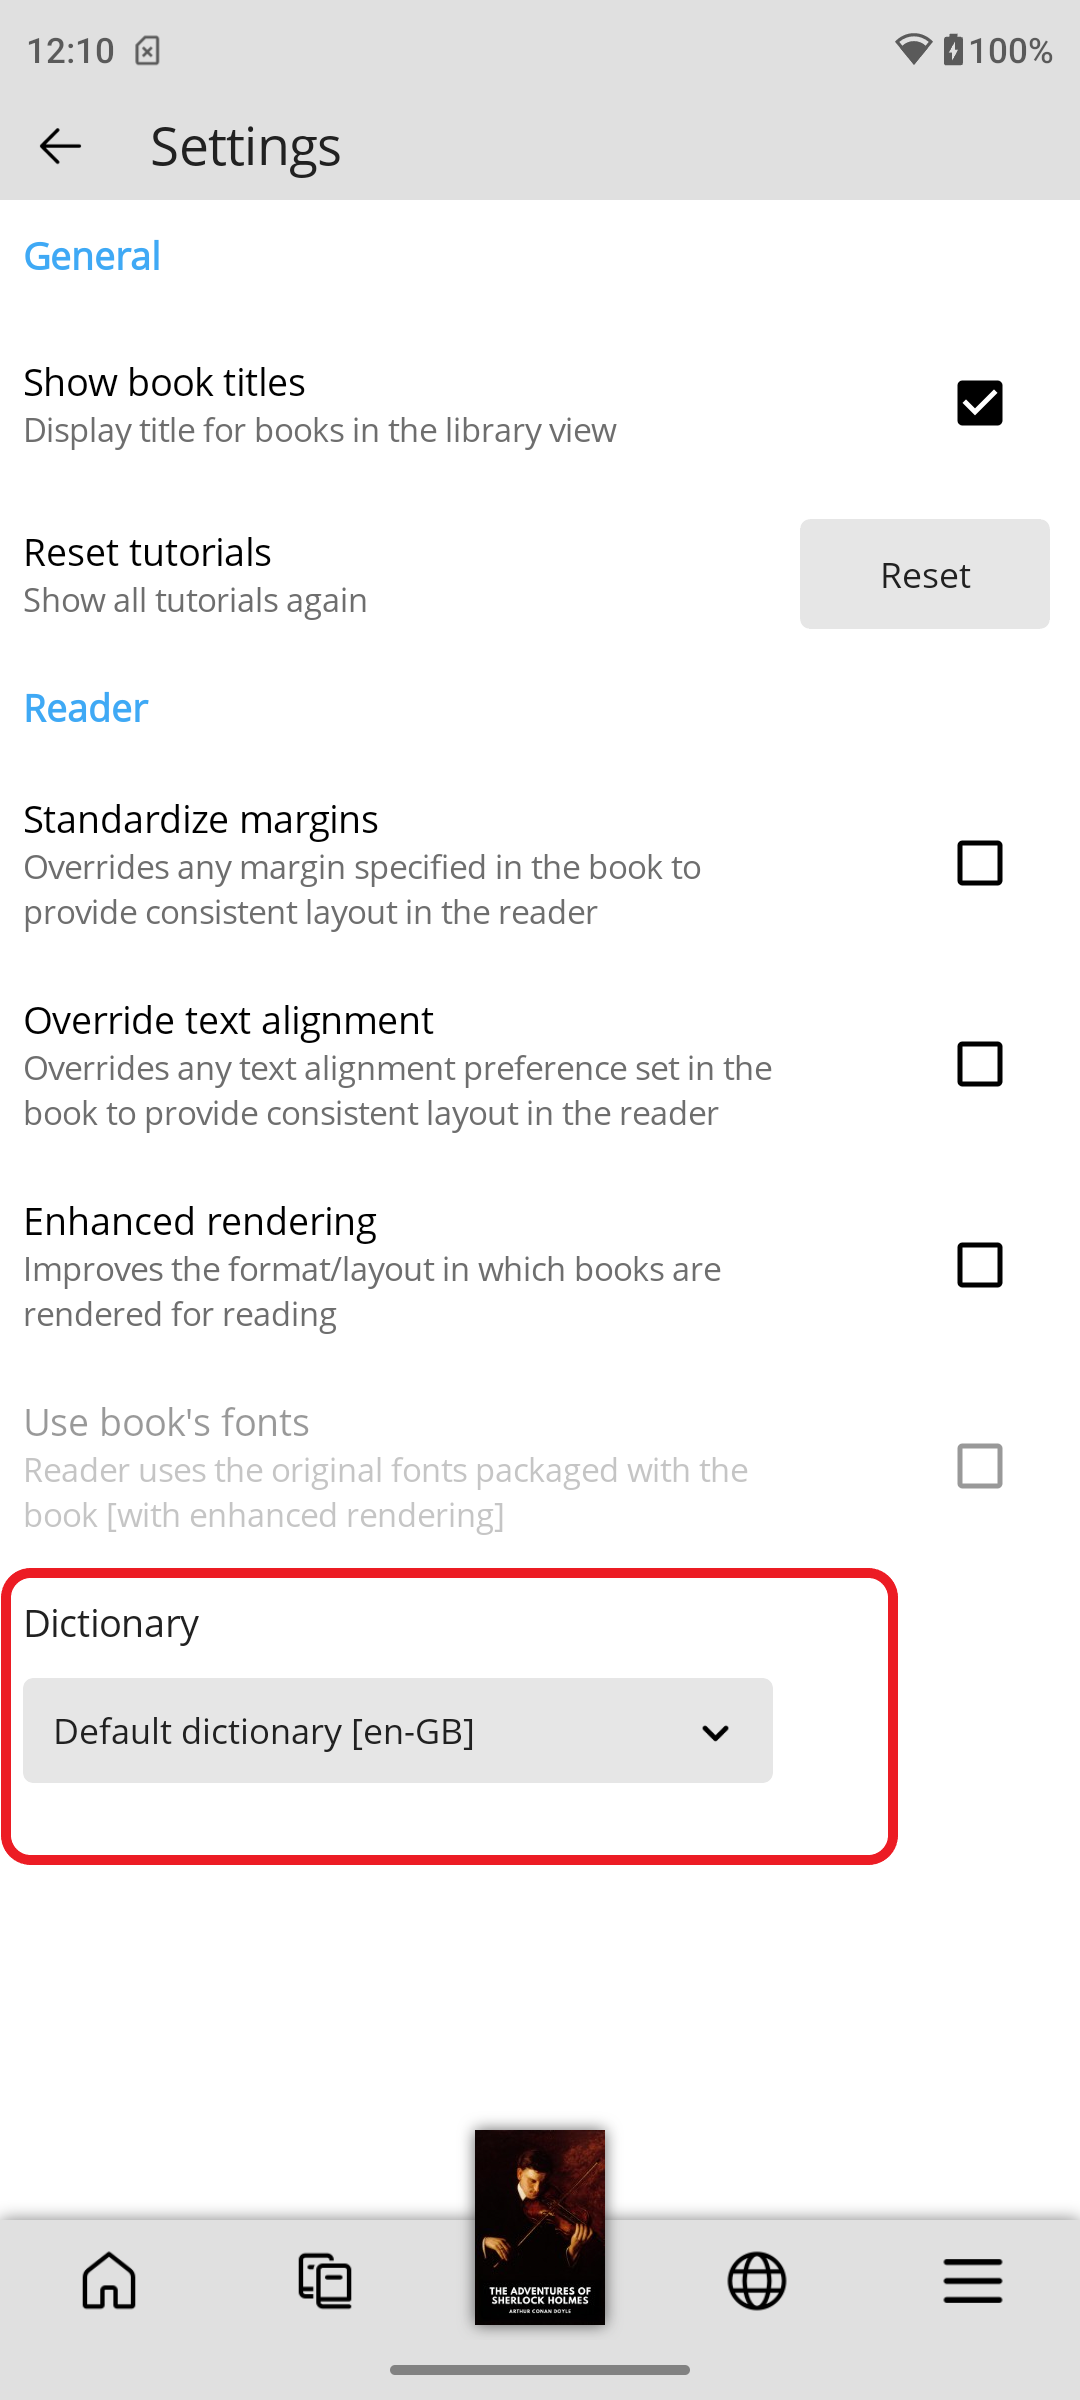 12:10
100%
Settings
General
Show book titles
Display title for books in the library view
Reset tutorials
Show all tutorials again
Reset
Reader
Standardize margins
Overrides any margin specified in the book to
provide consistent layout in the reader
Override text alignment
Overrides any text alignment preference set in the
book to provide consistent layout in the reader
Enhanced rendering
Improves the format/layout in which books are
rendered for reading
Use book's fonts
Reader uses the original fonts packaged with the
book [with enhanced rendering]
Dictionary
Default dictionary [en-GB]
THE ADVENTURES OF
SHERLOCK HOLMES
ARTHUR CONAN DOYLE